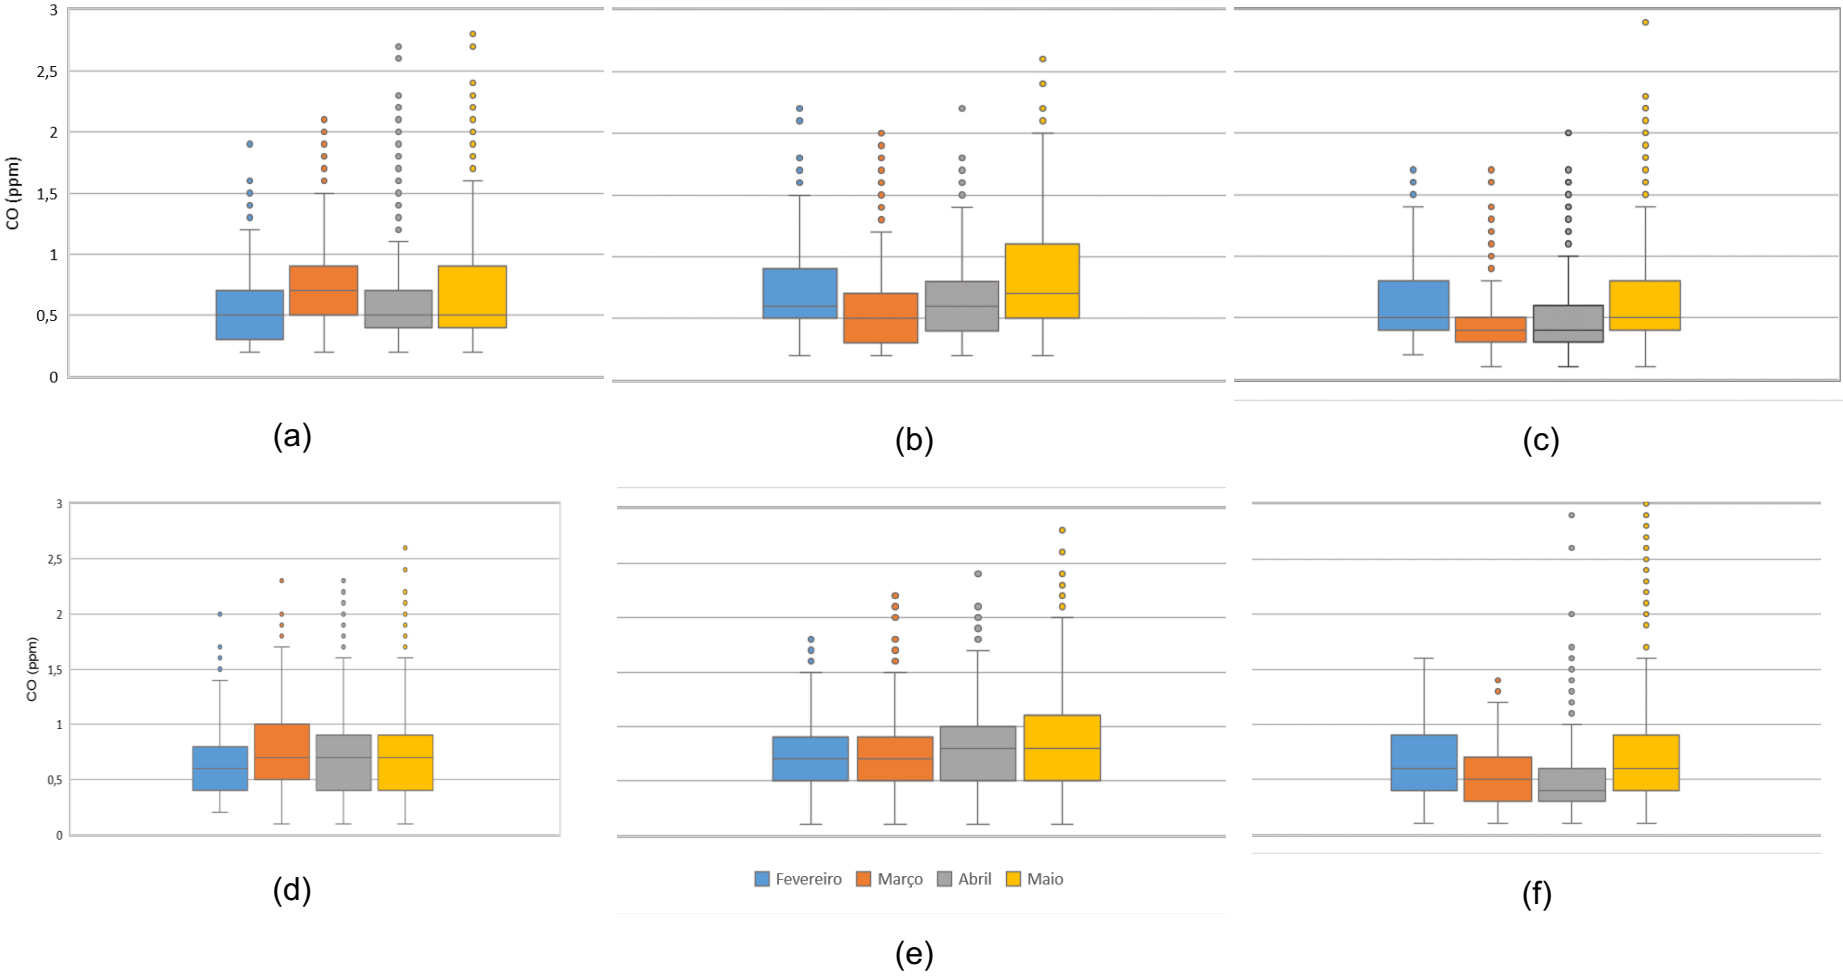 3
2,5
2
1,5
1
0,5
0
CO (ppm)
(a)
(b)
(c)
3
2,5
2
1,5
1
0,5
0
CO (ppm)
Fevereiro Março Abril Maio
(d)
(e)
(f)